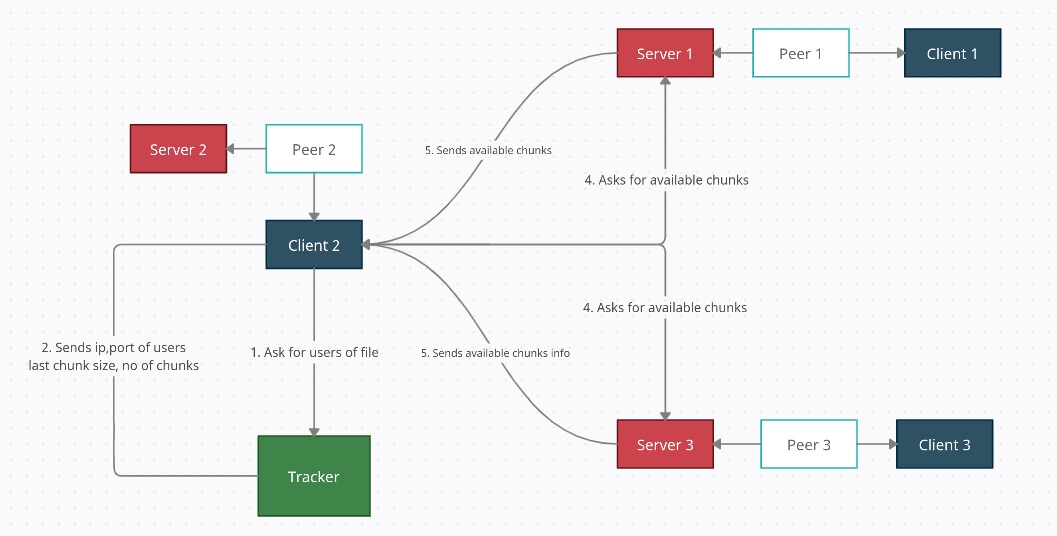 Server 1
Peer 1
Client 1
Server 2
Peer 2
5. Sends available chunks
4. Asks for available chunks
Client 2
4. Asks for available chunks
2. Sends ip,port of users
last chunk size, no of chunks
1. Ask for users of file
5. Sends available chunks info
Server 3
Peer 3
Client 3
Tracker